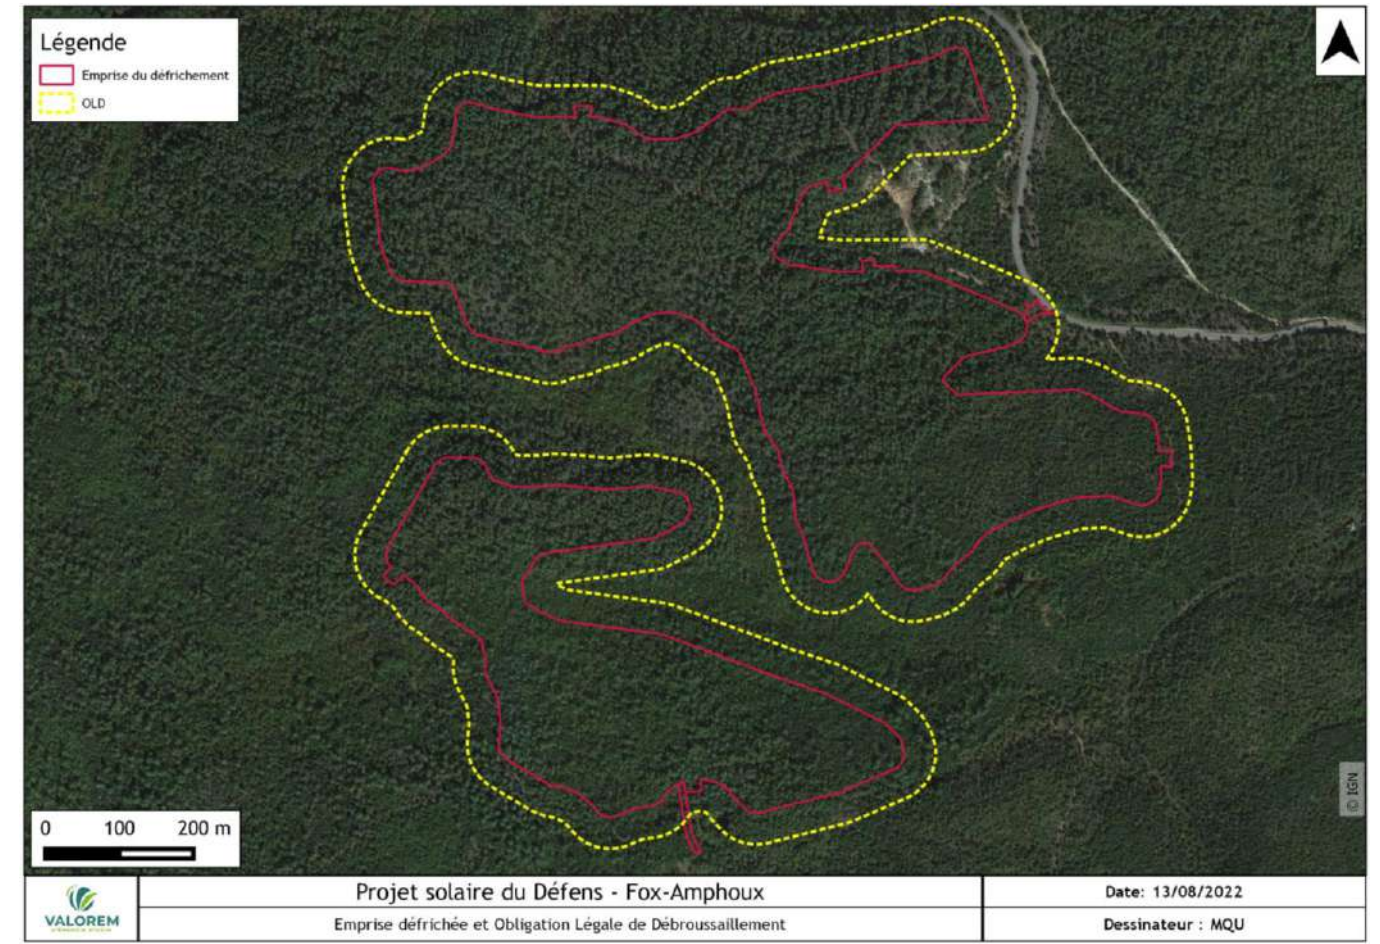 Légende
Emprise du défrichement
OLD
© IGN
0 100 200 m
VALOREM
Projet solaire du Défens - Fox-Amphoux
Emprise défrichée et Obligation Légale de Débroussaillement
Date: 13/08/2022
Dessinateur : MQU